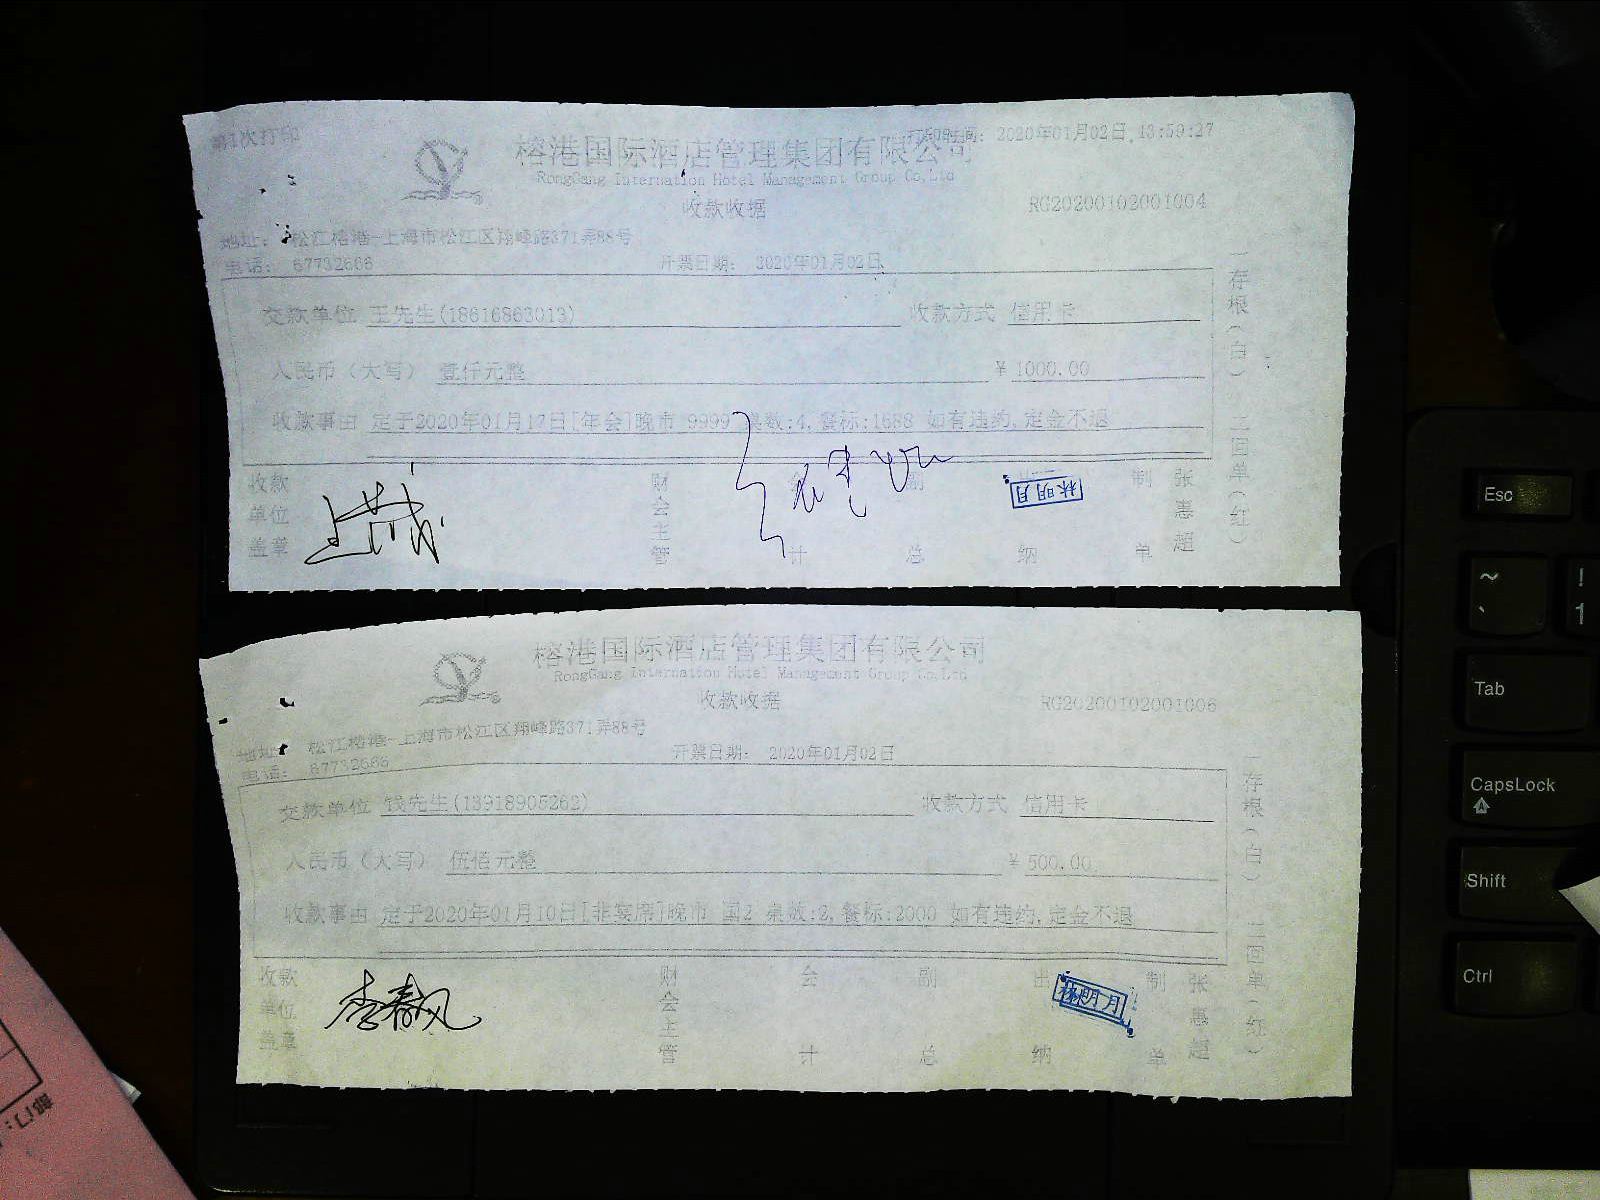 第1次打印
打印时间: 2020年01月02日, 13:59:27
榕港国际酒店管理集团有限公司
RongGang Internation Hotel Management Group Co,Ltd
收款收据
RG20200102001004
地址: 松江榕港-上海市松江区翔峰路371弄88号
电话: 67732666
开票日期: 2020年01月02日
交款单位 王先生(18616863013)
收款方式 信用卡
人民币（大写） 壹仟元整
¥ 1000.00
收款事由 定于2020年01月17日[年会]晚市 9999 桌数:4,餐标:1688 如有违约,定金不退
收款单位盖章
财会主管
会计
副总
出纳
林明月
制单
张惠超
一存根(白) 二回单(红)
榕港国际酒店管理集团有限公司
RongGang Internation Hotel Management Group Co,Ltd
收款收据
RG20200102001006
地址: 松江榕港-上海市松江区翔峰路371弄88号
电话: 67732666
开票日期: 2020年01月02日
交款单位 钱先生(13918905262)
收款方式 信用卡
人民币（大写） 伍佰元整
¥ 500.00
收款事由 定于2020年01月10日[非宴席]晚市 国2 桌数:2,餐标:2000 如有违约,定金不退
收款单位盖章
李春风
财会主管
会计
副总
出纳
林明月
制单
张惠超
一存根(白) 二回单(红)
Esc
~
`
!
1
Tab
CapsLock
Shift
Ctrl
部门: